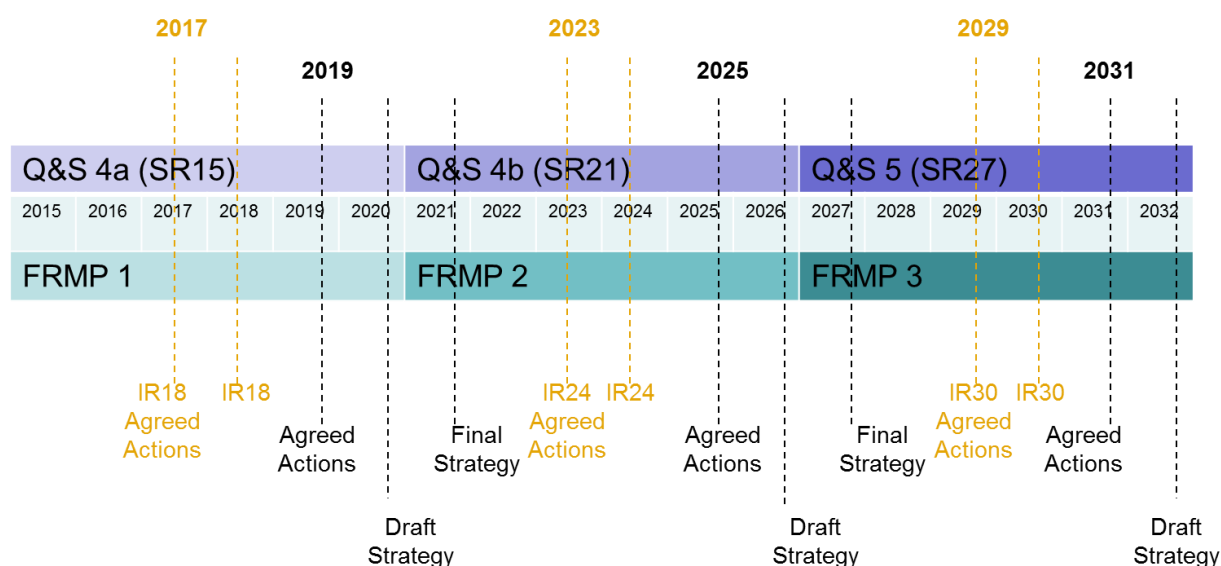 2017 2023 2029
2019 2025 2031
Q&S 4a (SR15) Q&S 4b (SR21) Q&S 5 (SR27)
2015 2016 2017 2018 2019 2020 2021 2022 2023 2024 2025 2026 2027 2028 2029 2030 2031 2032
FRMP 1 FRMP 2 FRMP 3
IR18
Agreed
Actions
IR18
Agreed
Actions
Draft
Strategy
Final
Strategy
IR24
Agreed
Actions
IR24
Agreed
Actions
Draft
Strategy
Final
Strategy
IR30
Agreed
Actions
IR30
Agreed
Actions
Draft
Strategy